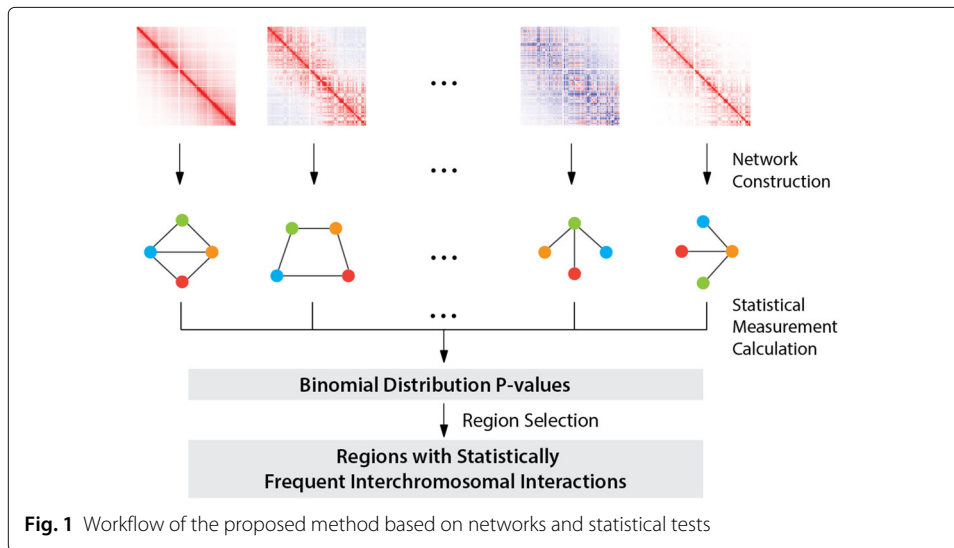 ...
Network
Construction
...
...
Statistical
Measurement
Calculation
...
Binomial Distribution P-values
Region Selection
Regions with Statistically
Frequent Interchromosomal Interactions
Fig. 1 Workflow of the proposed method based on networks and statistical tests